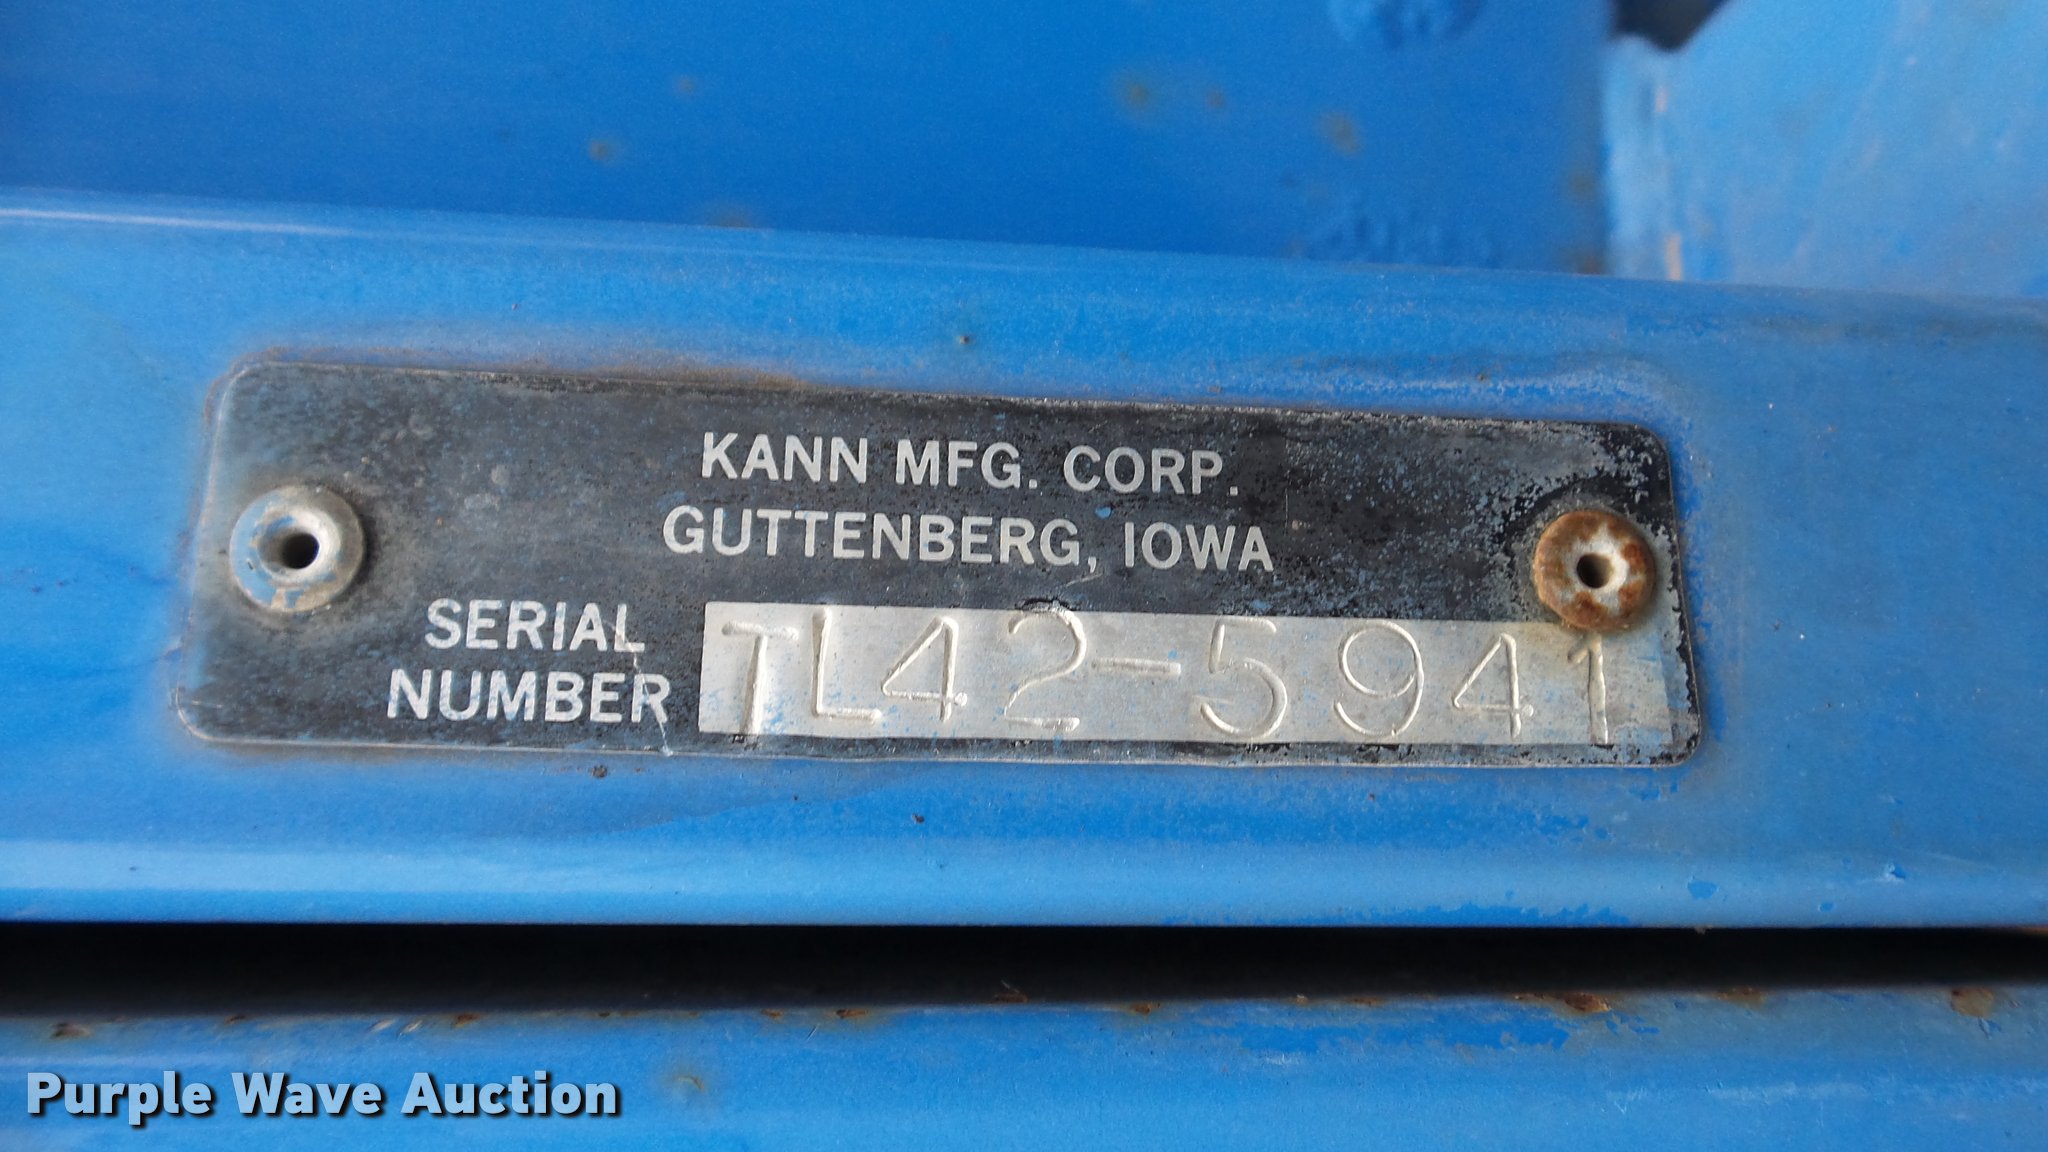 KANN MFG. CORP.
GUTTENBERG, IOWA
SERIAL
NUMBER TL42-5941
Purple Wave Auction